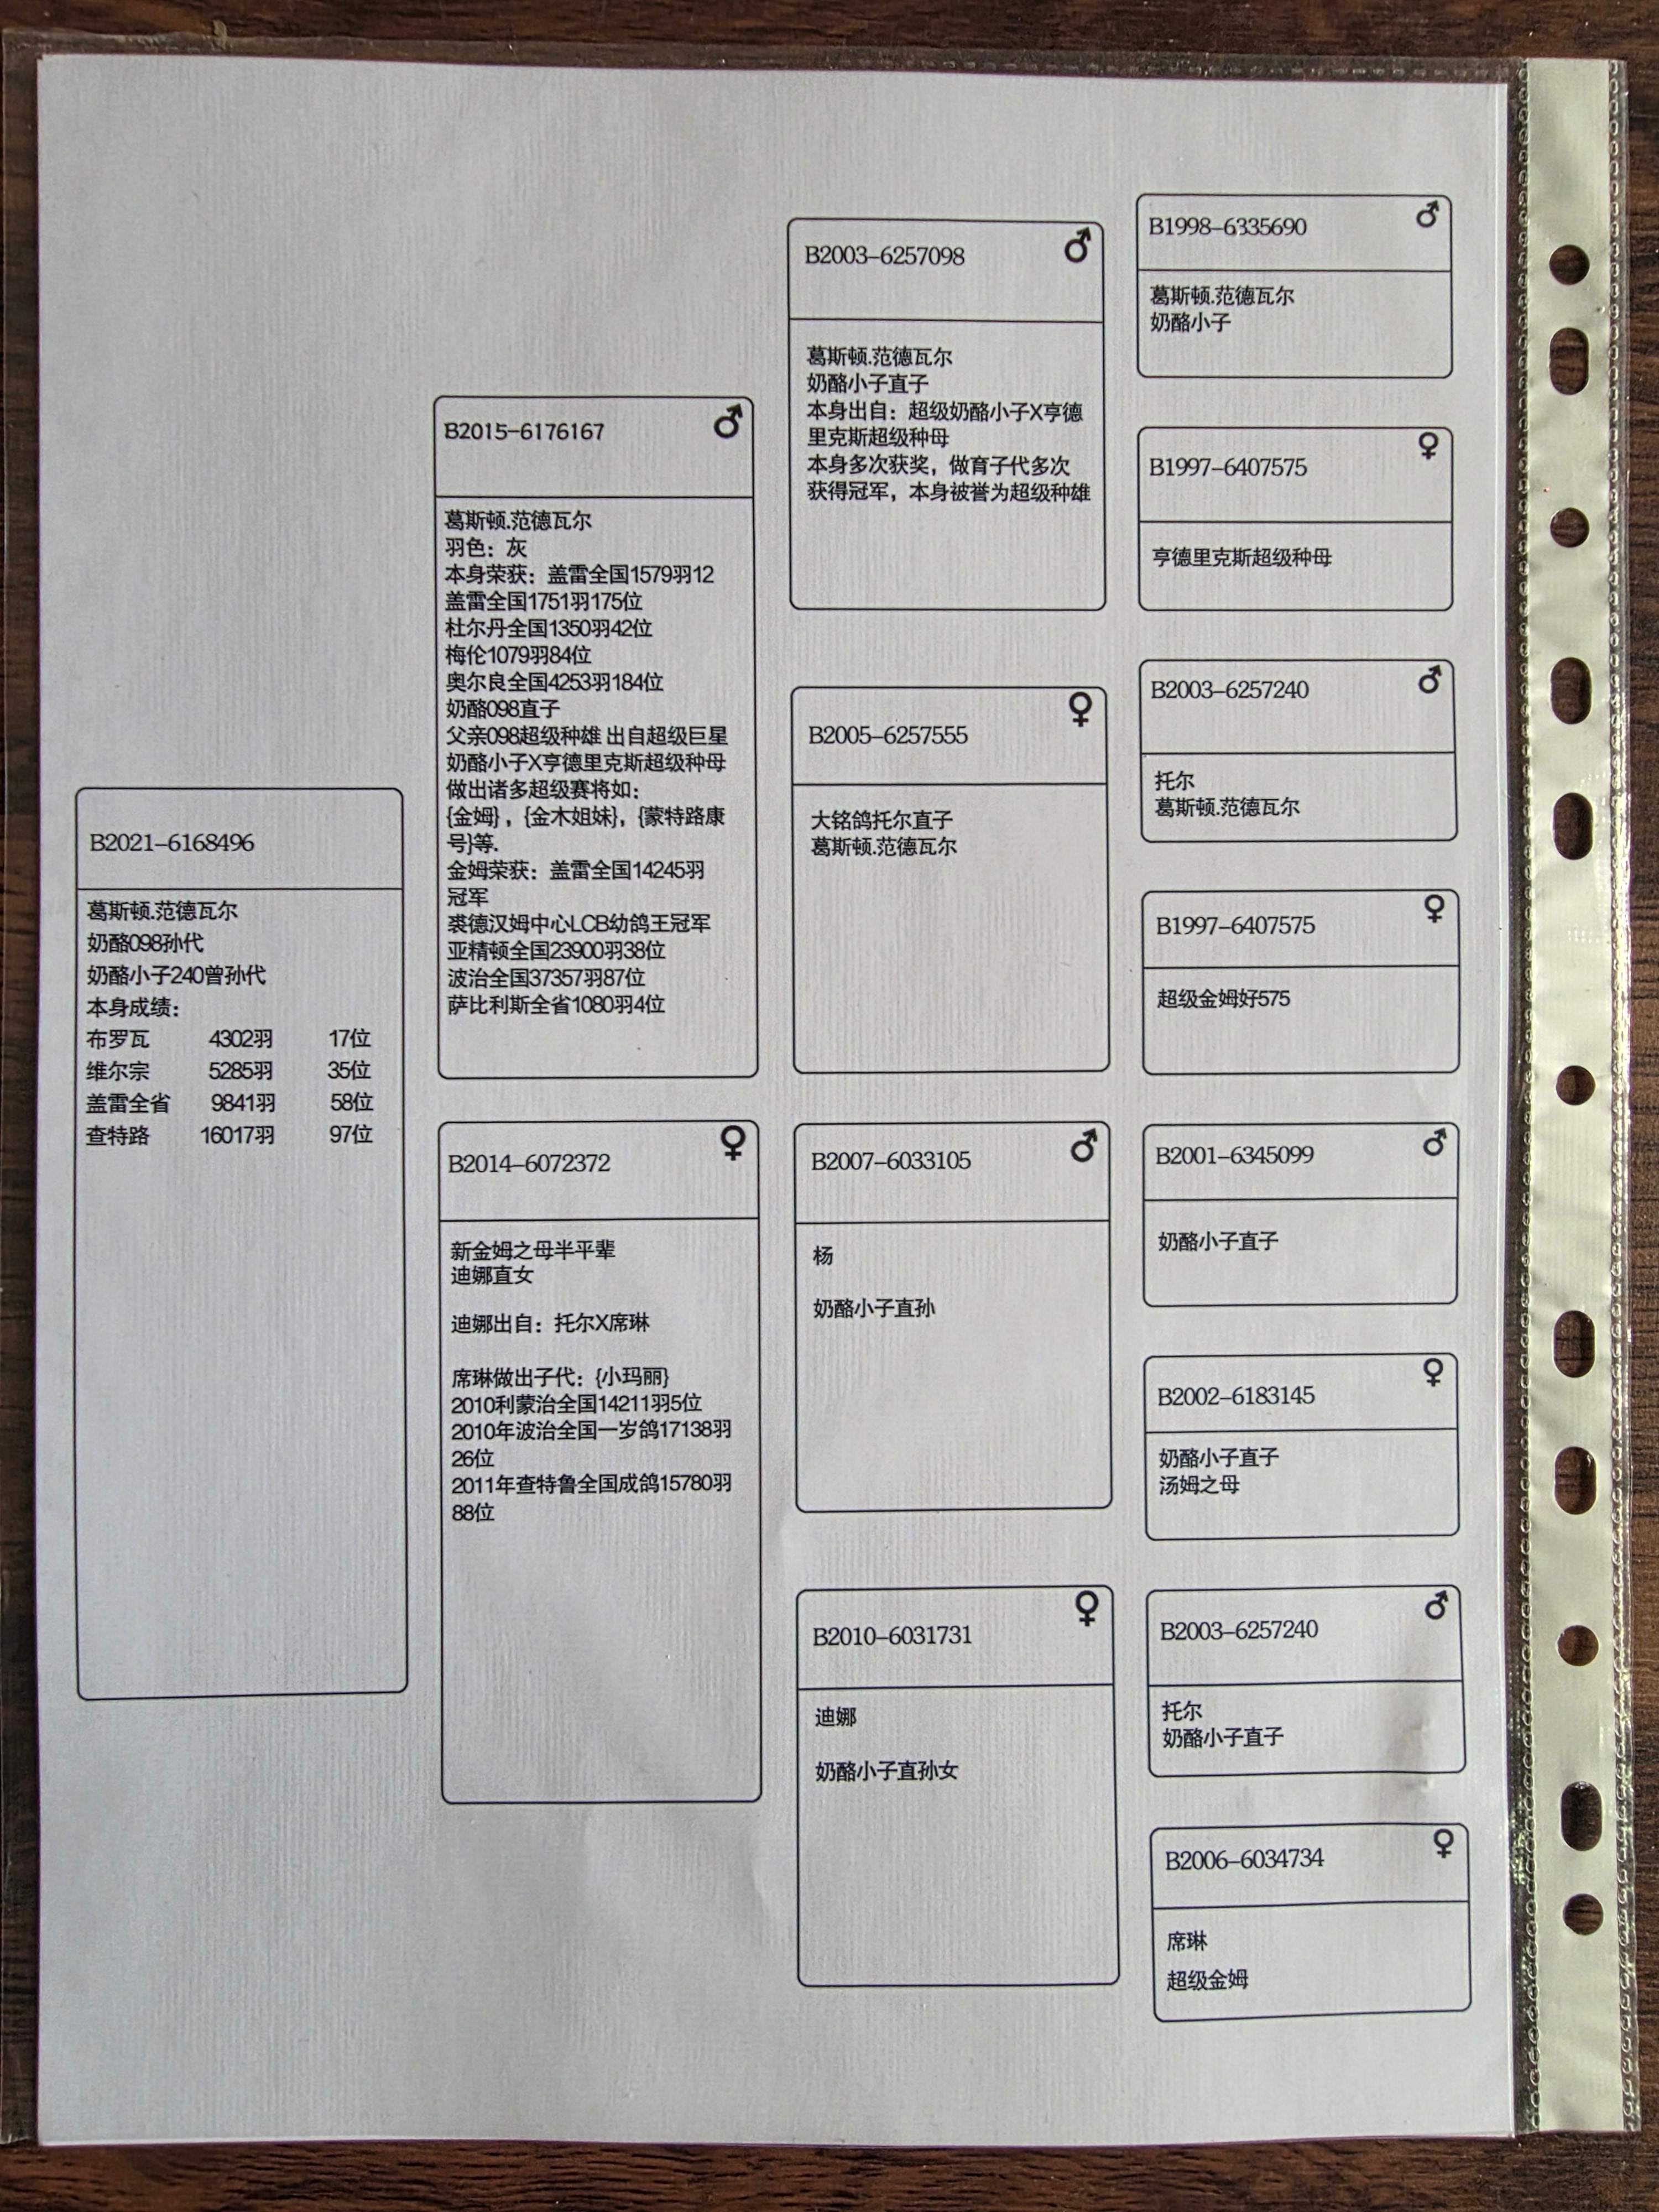 B2021-6168496
葛斯顿.范德瓦尔
奶酪098孙代
奶酪小子240曾孙代
本身成绩：
布罗瓦 4302羽 17位
维尔宗 5285羽 35位
盖雷全省 9841羽 58位
查特路 16017羽 97位
B2015-6176167 ♂
葛斯顿.范德瓦尔
羽色：灰
本身荣获：盖雷全国1579羽12
盖雷全国1751羽175位
杜尔丹全国1350羽42位
梅伦1079羽84位
奥尔良全国4253羽184位
奶酪098直子
父亲098超级种雄 出自超级巨星
奶酪小子X亨德里克斯超级种母
做出诸多超级赛将如：
{金姆}，{金木姐妹}，{蒙特路康
号}等.
金姆荣获：盖雷全国14245羽
冠军
裘德汉姆中心LCB幼鸽王冠军
亚精顿全国23900羽38位
波治全国37357羽87位
萨比利斯全省1080羽4位
B2014-6072372 ♀
新金姆之母半平辈
迪娜直女
迪娜出自：托尔X席琳
席琳做出子代：{小玛丽}
2010利蒙治全国14211羽5位
2010年波治全国一岁鸽17138羽
26位
2011年查特鲁全国成鸽15780羽
88位
B2003-6257098 ♂
葛斯顿.范德瓦尔
奶酪小子直子
本身出自：超级奶酪小子X亨德
里克斯超级种母
本身多次获奖，做育子代多次
获得冠军，本身被誉为超级种雄
B2005-6257555 ♀
大铭鸽托尔直子
葛斯顿.范德瓦尔
B2007-6033105 ♂
杨
奶酪小子直孙
B2010-6031731 ♀
迪娜
奶酪小子直孙女
B1998-6335690 ♂
葛斯顿.范德瓦尔
奶酪小子
B1997-6407575 ♀
亨德里克斯超级种母
B2003-6257240 ♂
托尔
葛斯顿.范德瓦尔
B1997-6407575 ♀
超级金姆好575
B2001-6345099 ♂
奶酪小子直子
B2002-6183145 ♀
奶酪小子直子
汤姆之母
B2003-6257240 ♂
托尔
奶酪小子直子
B2006-6034734 ♀
席琳
超级金姆